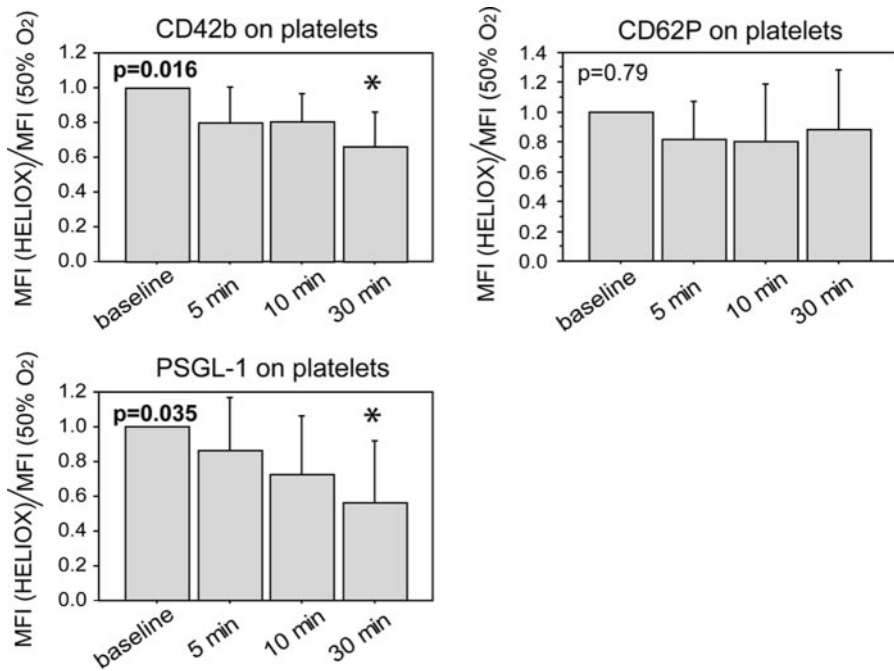 CD42b on platelets
MFI (HELIOX)/MFI (50% O2)
1.2
1.0
0.8
0.6
0.4
0.2
0.0
p=0.016
*
baseline
5 min
10 min
30 min
CD62P on platelets
MFI (HELIOX)/MFI (50% O2)
1.4
1.2
1.0
0.8
0.6
0.4
0.2
0.0
p=0.79
baseline
5 min
10 min
30 min
PSGL-1 on platelets
MFI (HELIOX)/MFI (50% O2)
1.2
1.0
0.8
0.6
0.4
0.2
0.0
p=0.035
*
baseline
5 min
10 min
30 min